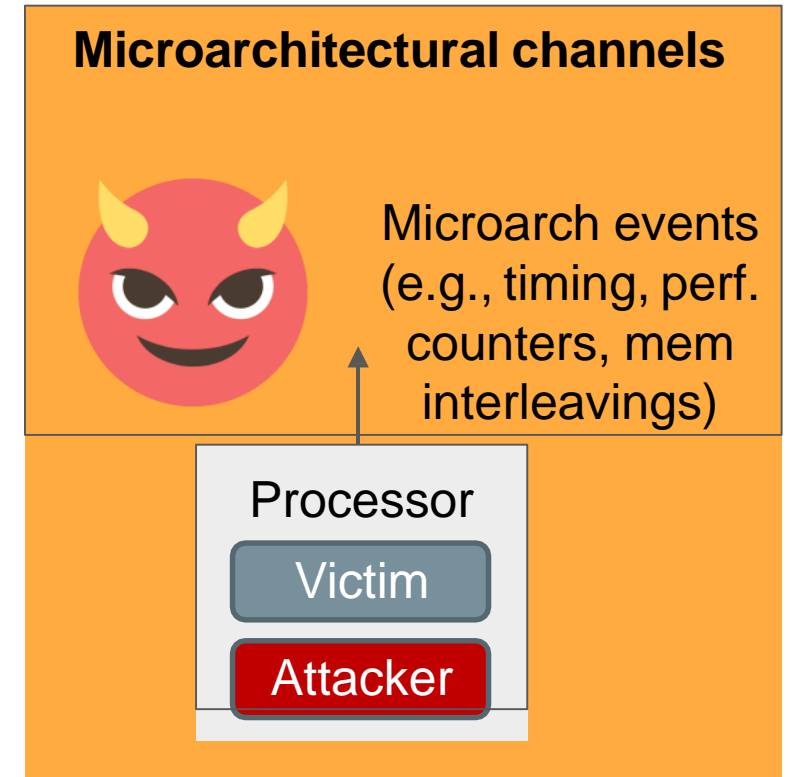 Microarchitectural channels
Microarch events
(e.g., timing, perf.
counters, mem
interleavings)
Processor
Victim
Attacker